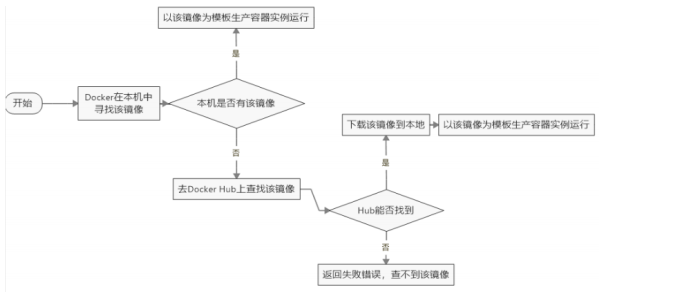 以该镜像为模板生产容器实例运行
是
开始
Docker在本机中
寻找该镜像
本机是否有该镜像
否
下载该镜像到本地
以该镜像为模板生产容器实例运行
是
去Docker Hub上查找该镜像
Hub能否找到
否
返回失败错误，查不到该镜像